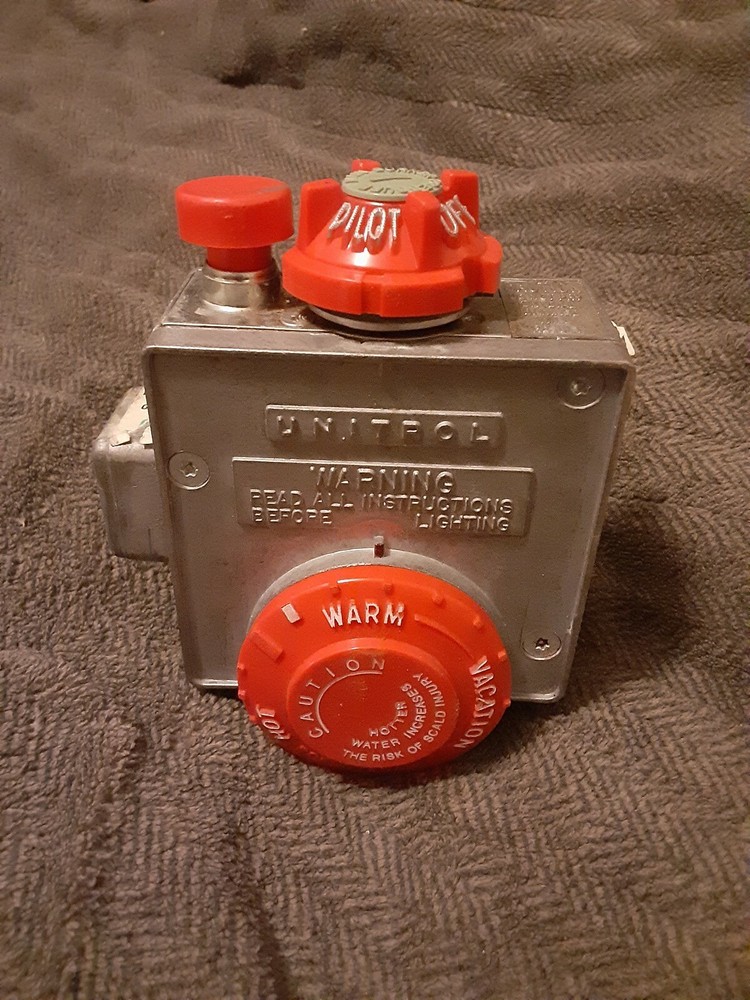 PILOT OFF
UNITROL
WARNING
READ ALL INSTRUCTIONS
BEFORE LIGHTING
WARM
VACATION
HOT
CAUTION
HOTTER
WATER INCREASES
THE RISK OF SCALD INJURY